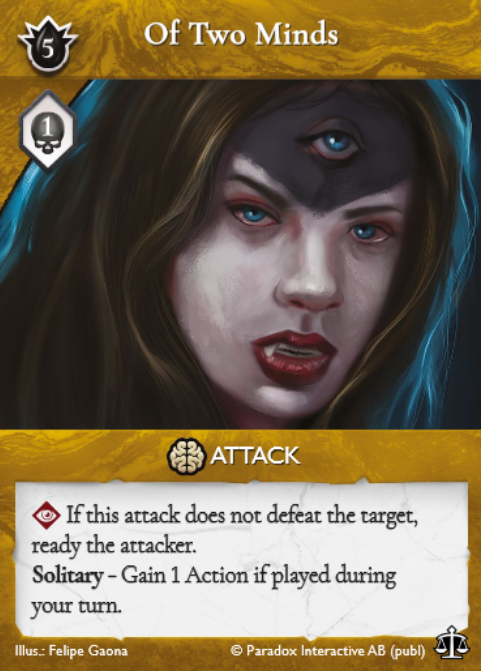 5
Of Two Minds
1
ATTACK
If this attack does not defeat the target,
ready the attacker.
Solitary - Gain 1 Action if played during
your turn.
Illus.: Felipe Gaona
© Paradox Interactive AB (publ)